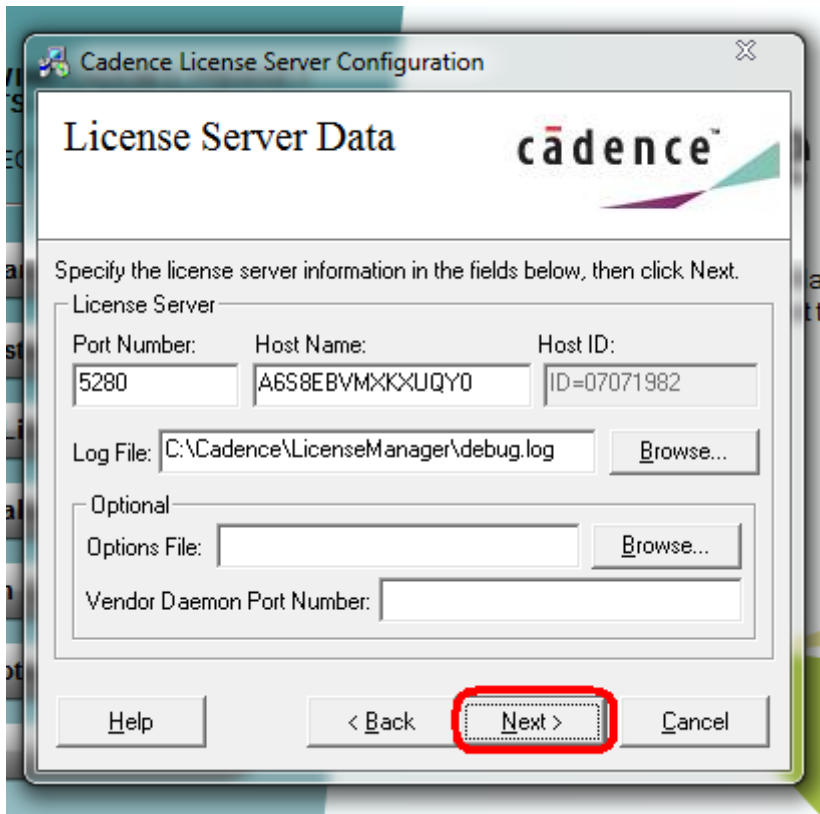 Cadence License Server Configuration
License Server Data
cādence™
Specify the license server information in the fields below, then click Next.
License Server
Port Number: Host Name: Host ID:
5280 A6S8EBVMXKXUQY0 ID=07071982
Log File: C:\Cadence\LicenseManager\debug.log Browse...
Optional
Options File: Browse...
Vendor Daemon Port Number:
Help < Back Next > Cancel